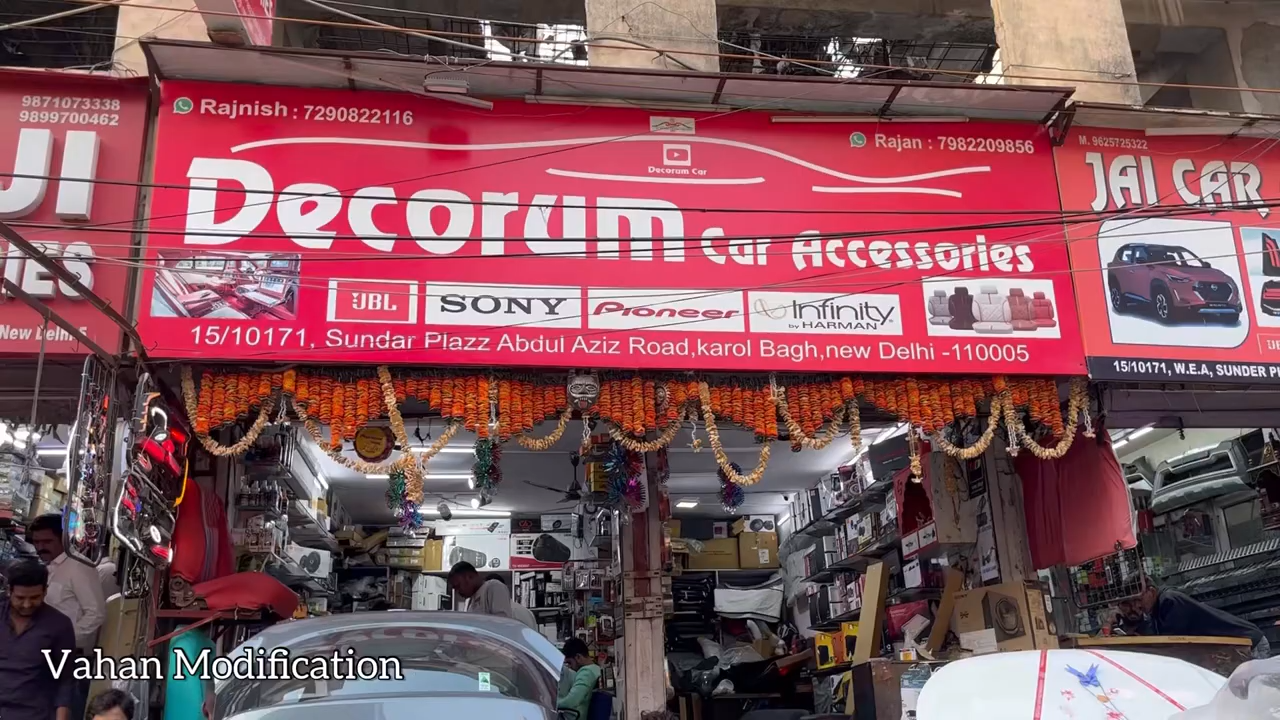 9871073338
9899700462
JI
IES
New Delhi-5
Rajnish : 7290822116
Rajan : 7982209856
Decorum Car
Decorum Car Accessories
JBL
SONY
Pioneer
Infinity
by HARMAN
15/10171, Sundar Plazz Abdul Aziz Road,karol Bagh,new Delhi -110005
M. 9625725322
JAI CAR
15/10171, W.E.A, SUNDER
Vahan Modification